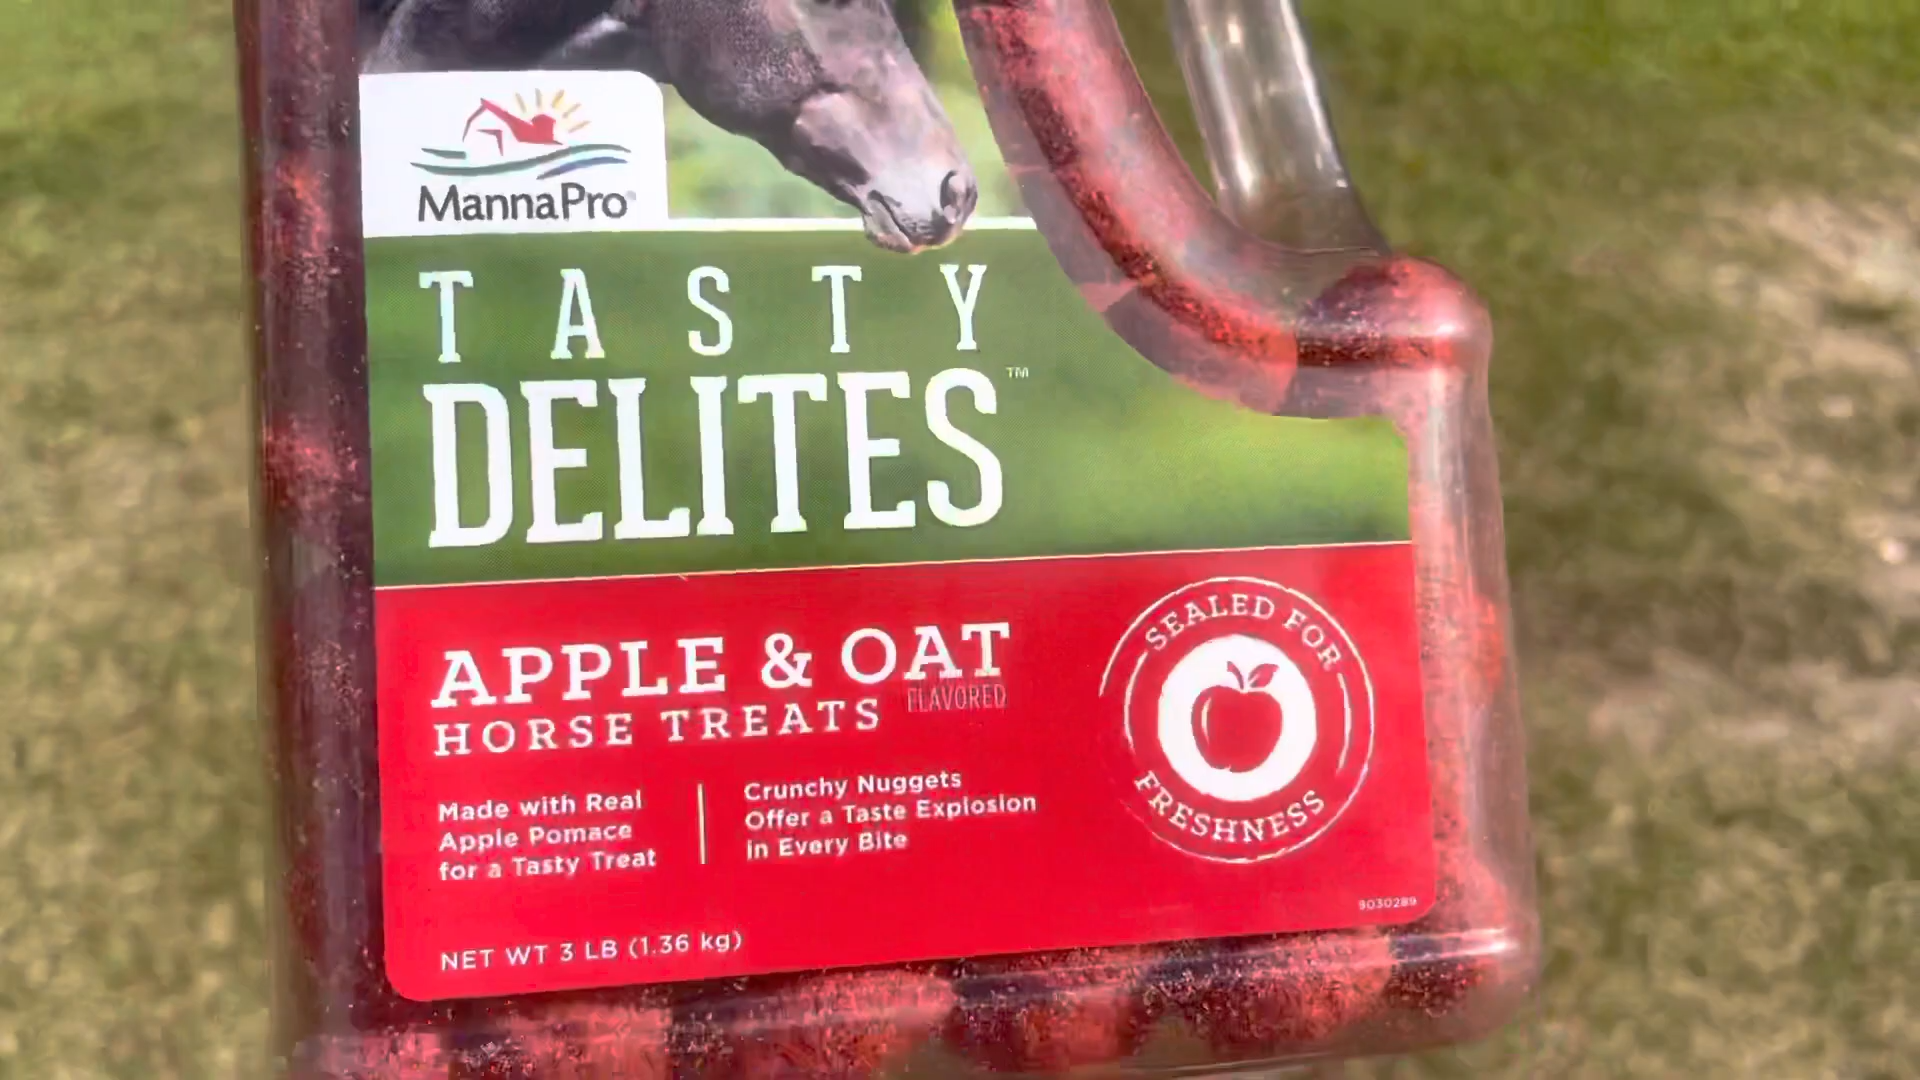 MannaPro®
TASTY
DELITES™
APPLE & OAT
FLAVORED
HORSE TREATS
SEALED FOR
FRESHNESS
Made with Real
Apple Pomace
for a Tasty Treat
Crunchy Nuggets
Offer a Taste Explosion
in Every Bite
9030289
NET WT 3 LB (1.36 kg)